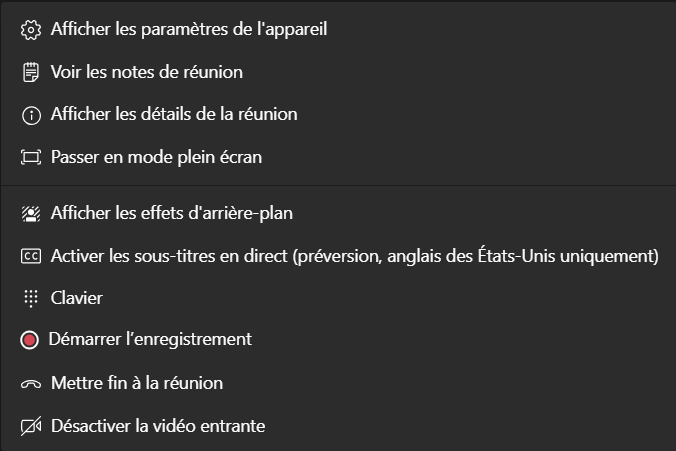 Afficher les paramètres de l'appareil
Voir les notes de réunion
Afficher les détails de la réunion
Passer en mode plein écran
Afficher les effets d'arrière-plan
CC Activer les sous-titres en direct (préversion, anglais des États-Unis uniquement)
Clavier
Démarrer l’enregistrement
Mettre fin à la réunion
Désactiver la vidéo entrante